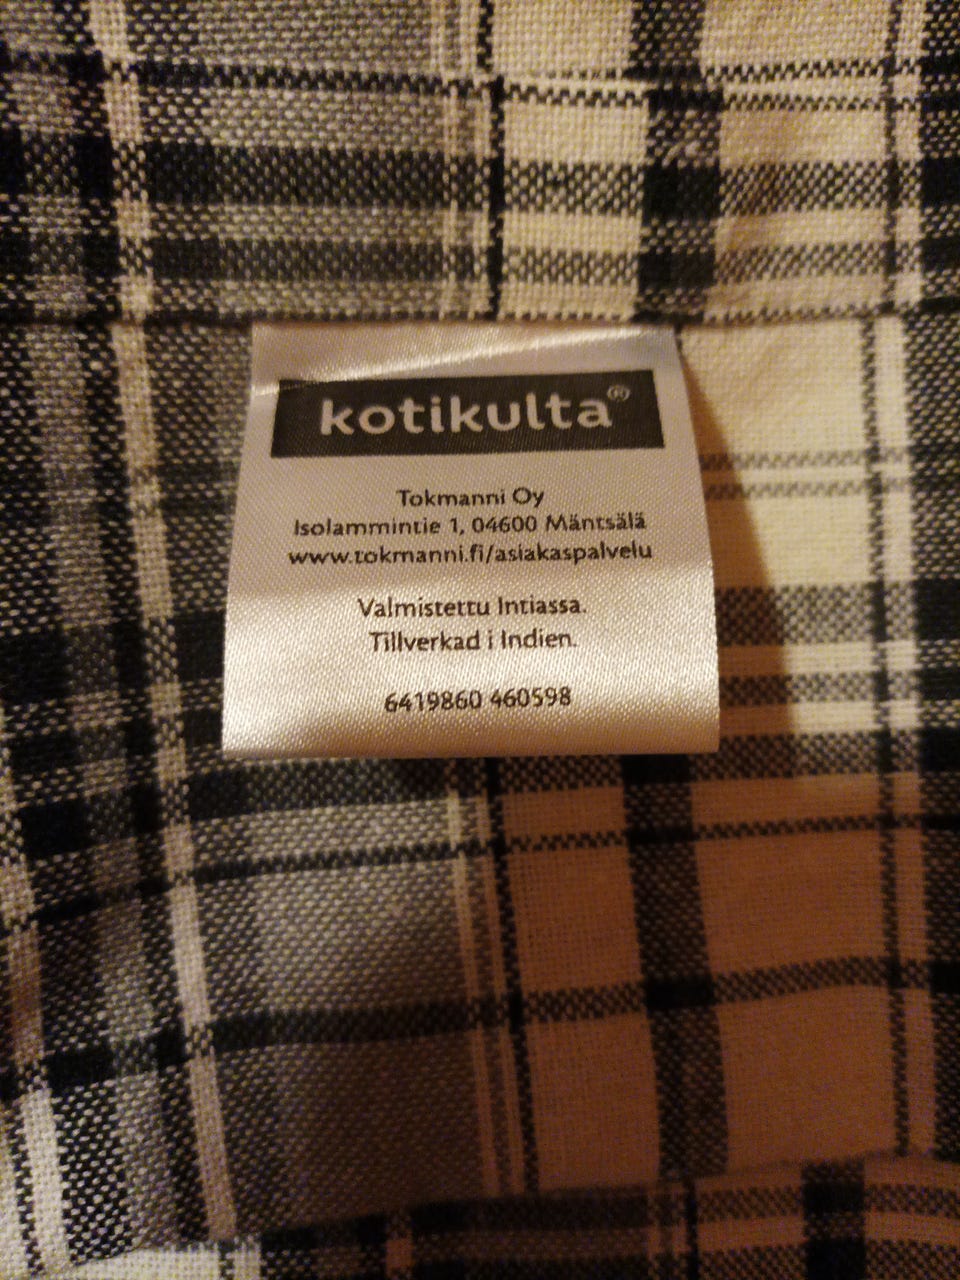 kotikulta®
Tokmanni Oy
Isolammintie 1, 04600 Mäntsälä
www.tokmanni.fi/asiakaspalvelu
Valmistettu Intiassa.
Tillverkad i Indien.
6419860 460598